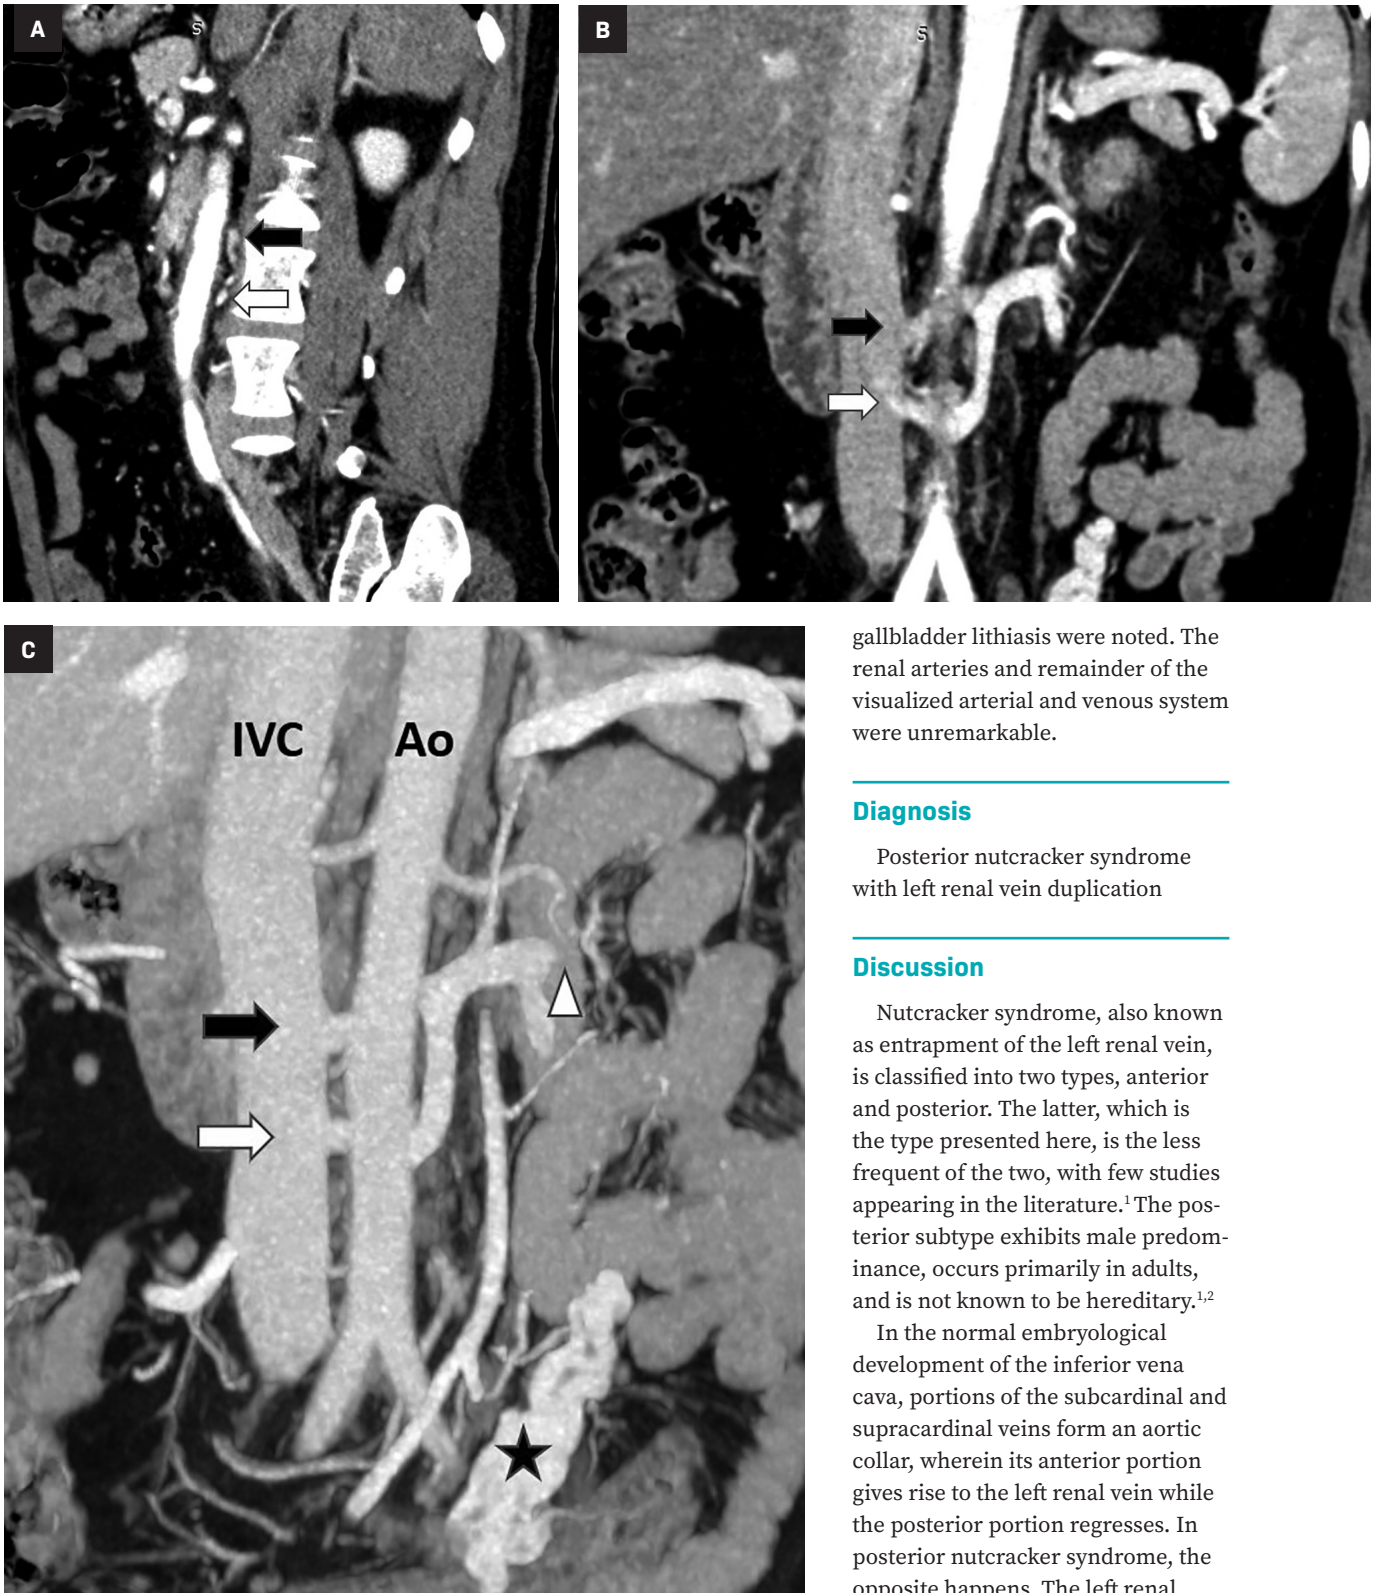 A
S
B
S
C
IVC
Ao
gallbladder lithiasis were noted. The
renal arteries and remainder of the
visualized arterial and venous system
were unremarkable.
Diagnosis
Posterior nutcracker syndrome
with left renal vein duplication
Discussion
Nutcracker syndrome, also known
as entrapment of the left renal vein,
is classified into two types, anterior
and posterior. The latter, which is
the type presented here, is the less
frequent of the two, with few studies
appearing in the literature.1 The pos-
terior subtype exhibits male predom-
inance, occurs primarily in adults,
and is not known to be hereditary.1,2
In the normal embryological
development of the inferior vena
cava, portions of the subcardinal and
supracardinal veins form an aortic
collar, wherein its anterior portion
gives rise to the left renal vein while
the posterior portion regresses. In
posterior nutcracker syndrome, the
opposite happens. The left renal